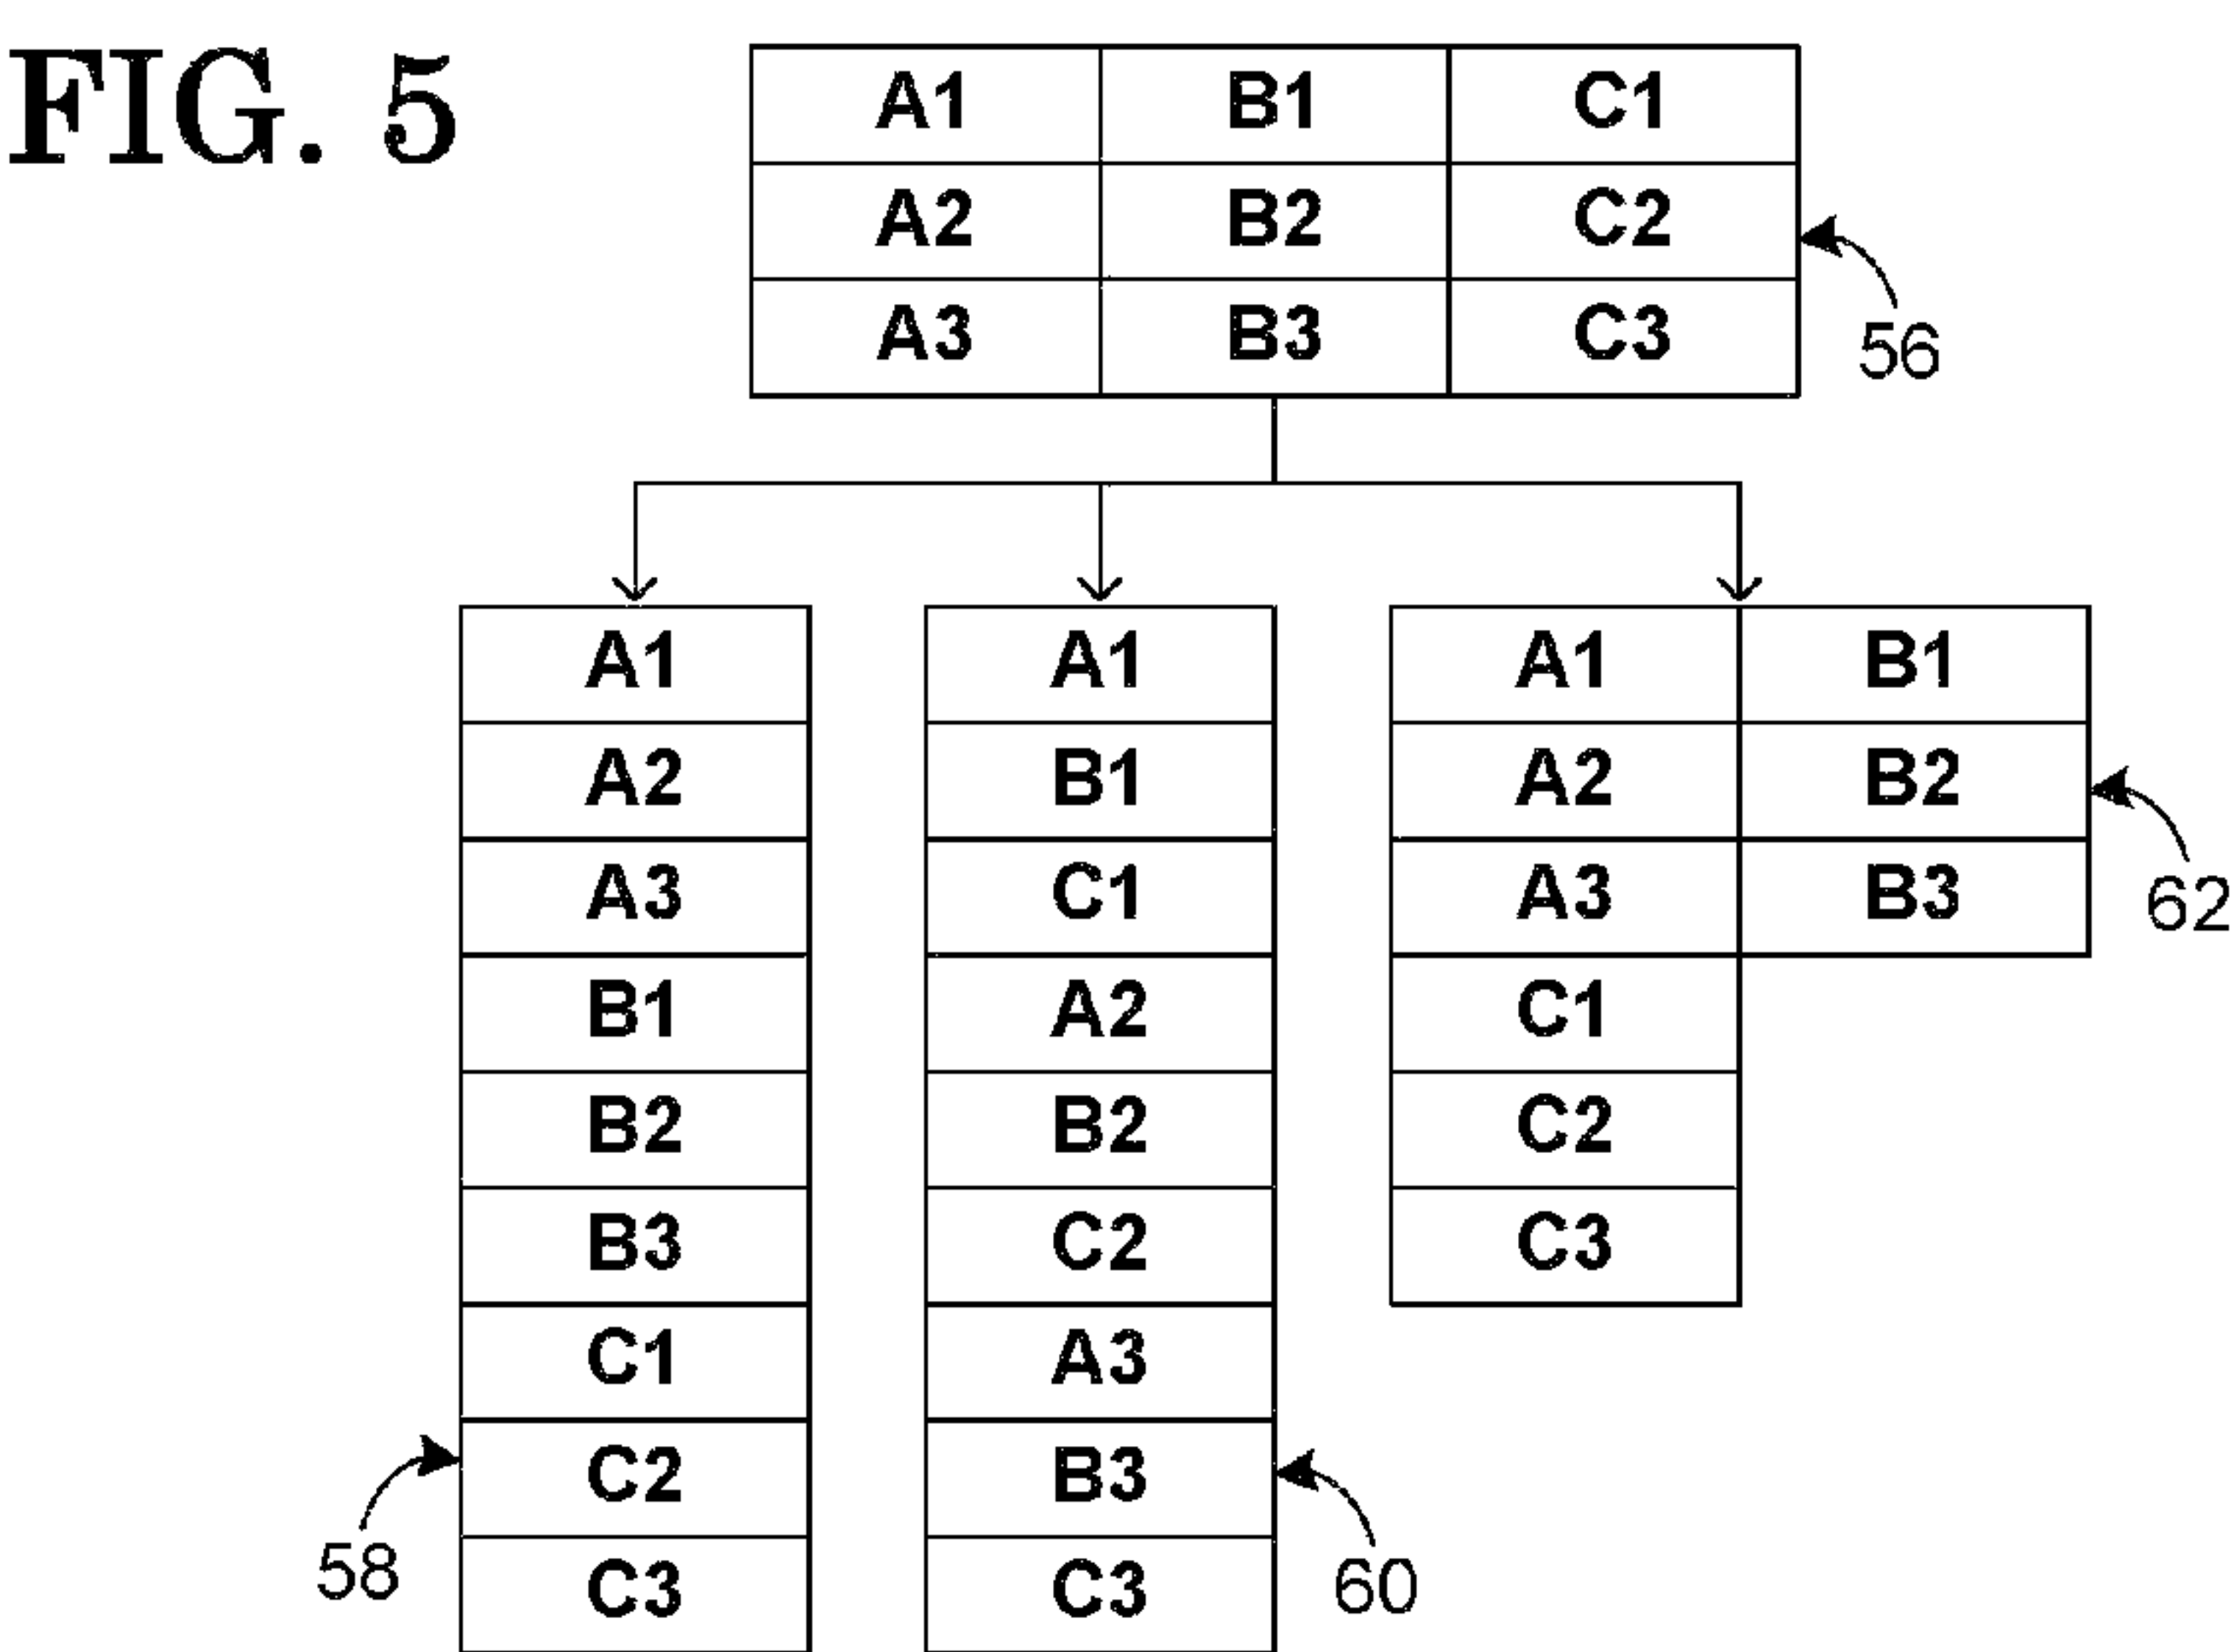 FIG. 5
A1 B1 C1
A2 B2 C2
A3 B3 C3
56
A1
A2
A3
B1
B2
B3
C1
C2
C3
58
A1
B1
C1
A2
B2
C2
A3
B3
C3
60
A1 B1
A2 B2
A3 B3
C1
C2
C3
62